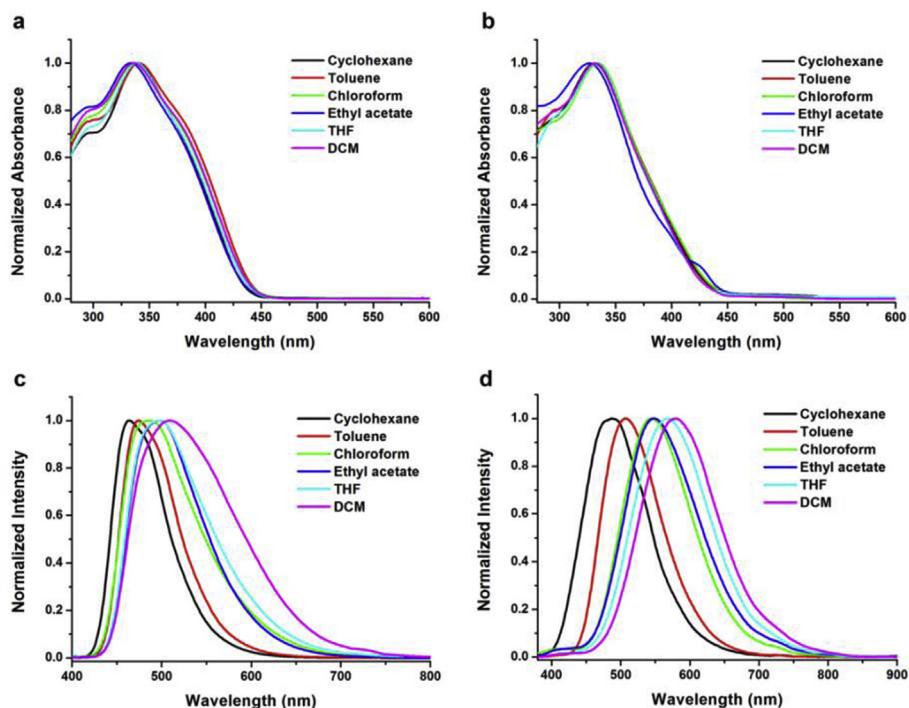 a
Normalized Absorbance
1.0
0.8
0.6
0.4
0.2
0.0
300 350 400 450 500 550 600
Wavelength (nm)
Cyclohexane
Toluene
Chloroform
Ethyl acetate
THF
DCM
b
Normalized Absorbance
1.0
0.8
0.6
0.4
0.2
0.0
300 350 400 450 500 550 600
Wavelength (nm)
Cyclohexane
Toluene
Chloroform
Ethyl acetate
THF
DCM
c
Normalized Intensity
1.0
0.8
0.6
0.4
0.2
0.0
400 450 500 600 700 800
Wavelength (nm)
Cyclohexane
Toluene
Chloroform
Ethyl acetate
THF
DCM
d
Normalized Intensity
1.0
0.8
0.6
0.4
0.2
0.0
400 500 600 700 800 900
Wavelength (nm)
Cyclohexane
Toluene
Chloroform
Ethyl acetate
THF
DCM